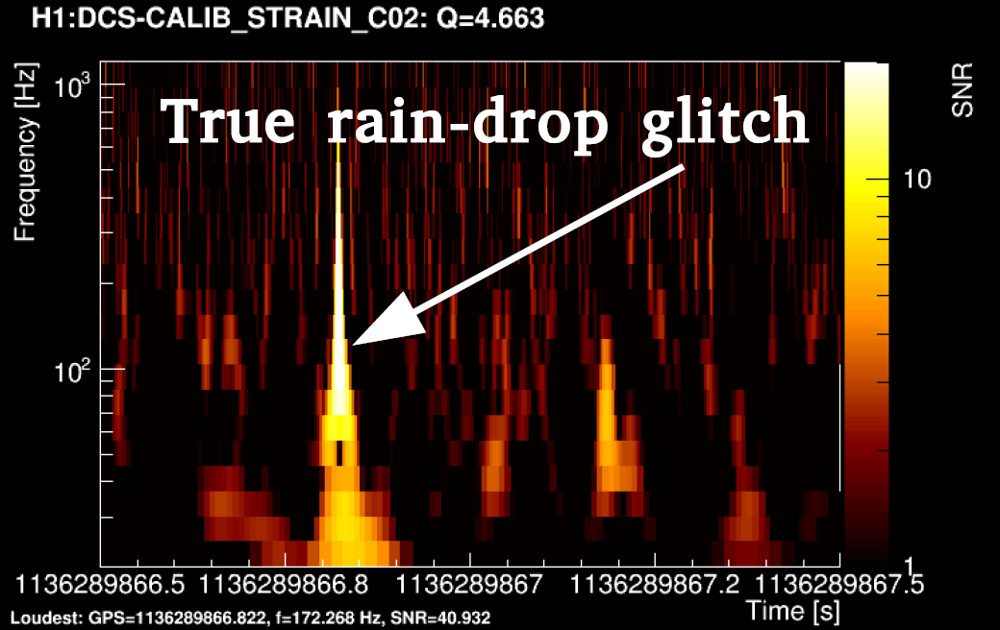 H1:DCS-CALIB_STRAIN_C02: Q=4.663
Frequency [Hz]
SNR
10³
True rain-drop glitch
10
10²
1
1136289866.5 1136289866.8 1136289867 1136289867.2 1136289867.5
Time [s]
Loudest: GPS=1136289866.822, f=172.268 Hz, SNR=40.932